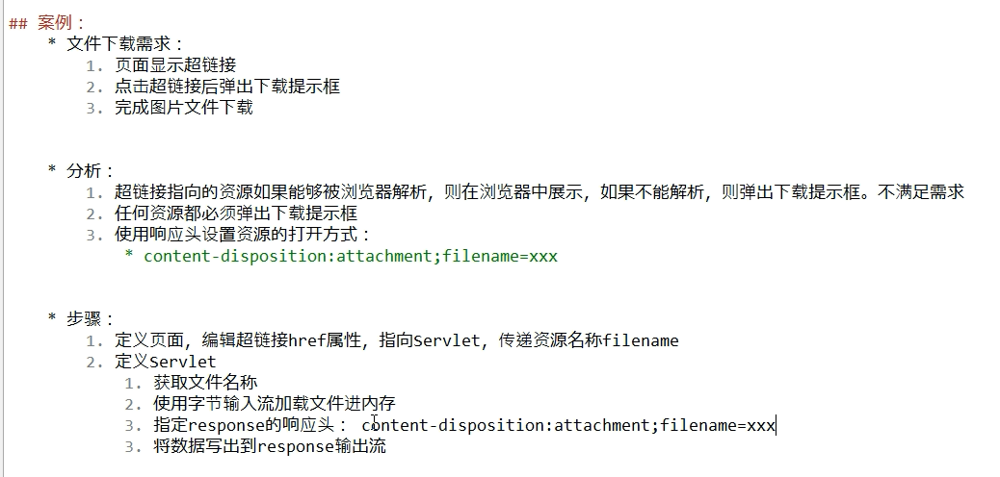 ## 案例：
* 文件下载需求：
1. 页面显示超链接
2. 点击超链接后弹出下载提示框
3. 完成图片文件下载
* 分析：
1. 超链接指向的资源如果能够被浏览器解析，则在浏览器中展示，如果不能解析，则弹出下载提示框。不满足需求
2. 任何资源都必须弹出下载提示框
3. 使用响应头设置资源的打开方式：
* content-disposition:attachment;filename=xxx
* 步骤：
1. 定义页面，编辑超链接href属性，指向Servlet，传递资源名称filename
2. 定义Servlet
1. 获取文件名称
2. 使用字节输入流加载文件进内存
3. 指定response的响应头： content-disposition:attachment;filename=xxx
3. 将数据写出到response输出流